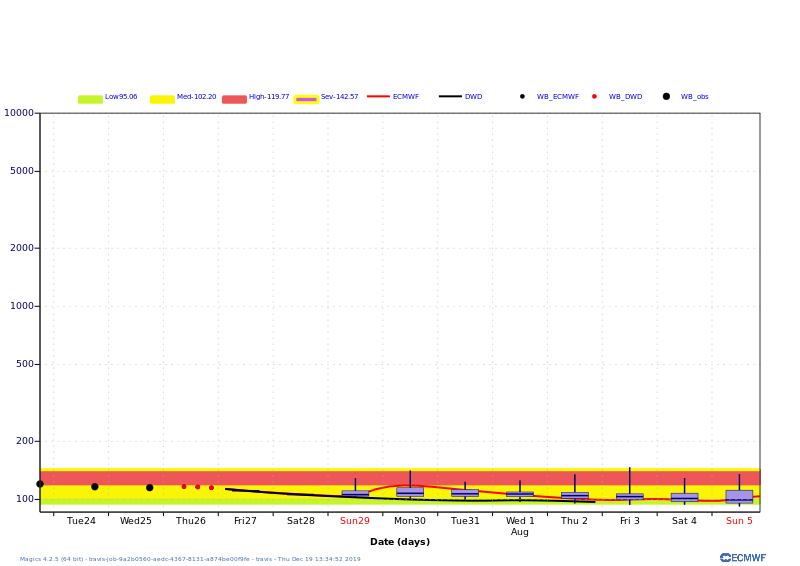 Low95.06 Med-102.20 High-119.77 Sev-142.57 ECMWF DWD WB_ECMWF WB_DWD WB_obs
10000
5000
2000
1000
500
200
100
Tue24 Wed25 Thu26 Fri27 Sat28 Sun29 Mon30 Tue31 Wed 1 Thu 2 Fri 3 Sat 4 Sun 5
Aug
Date (days)
Magics 4.2.5 (64 bit) - travis-job-9a2b0560-aedc-4367-8131-a874be00f9fe - travis - Thu Dec 19 13:34:52 2019
ECMWF